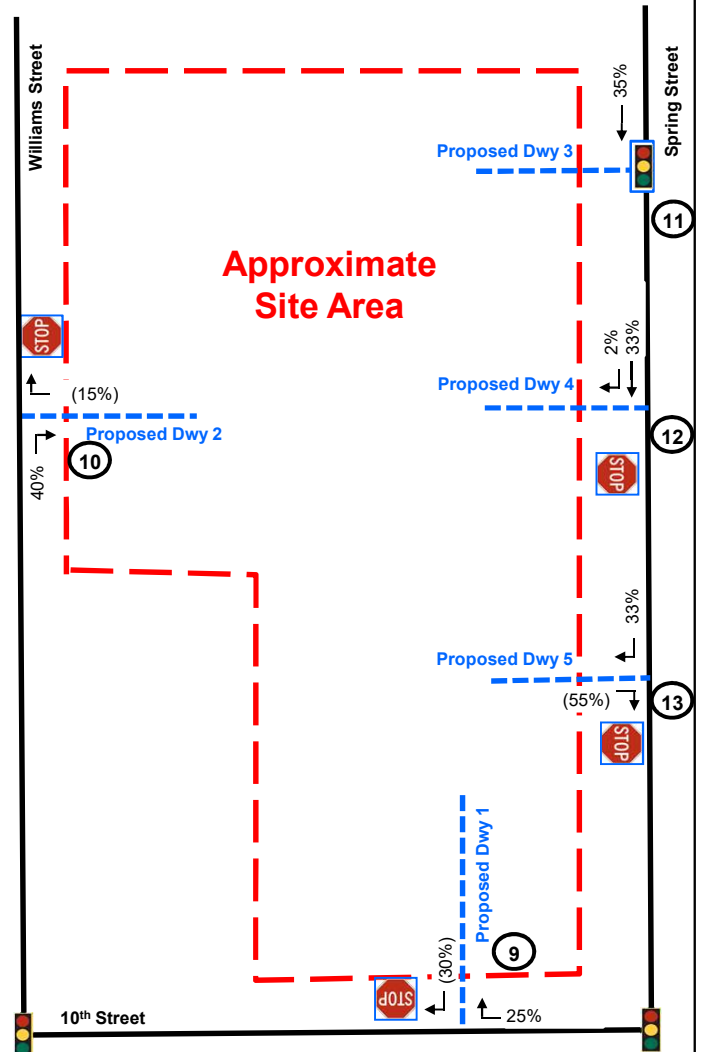 Williams Street
35%
Spring Street
Proposed Dwy 3
11
Approximate
Site Area
STOP
2%
33%
(15%)
Proposed Dwy 4
Proposed Dwy 2
12
40%
10
STOP
33%
Proposed Dwy 5
(55%)
13
STOP
Proposed Dwy 1
9
(30%)
STOP
25%
10th Street